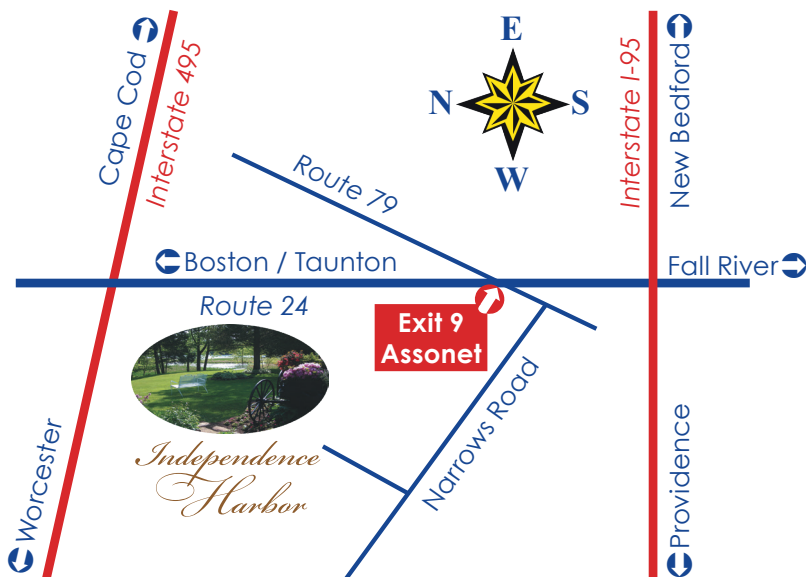 E
N
S
W
Cape Cod
Interstate 495
Route 79
Interstate I-95
New Bedford
Boston / Taunton
Fall River
Route 24
Exit 9
Assonet
Independence
Harbor
Narrows Road
Worcester
Providence